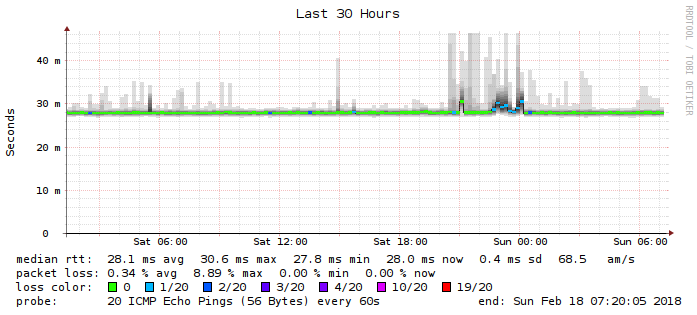 Last 30 Hours
RRDTOOL / TOBI OETIKER
Seconds
40 m
30 m
20 m
10 m
0
Sat 06:00 Sat 12:00 Sat 18:00 Sun 00:00 Sun 06:00
median rtt: 28.1 ms avg 30.6 ms max 27.8 ms min 28.0 ms now 0.4 ms sd 68.5 am/s
packet loss: 0.34 % avg 8.89 % max 0.00 % min 0.00 % now
loss color: 0 1/20 2/20 3/20 4/20 10/20 19/20
probe: 20 ICMP Echo Pings (56 Bytes) every 60s end: Sun Feb 18 07:20:05 2018